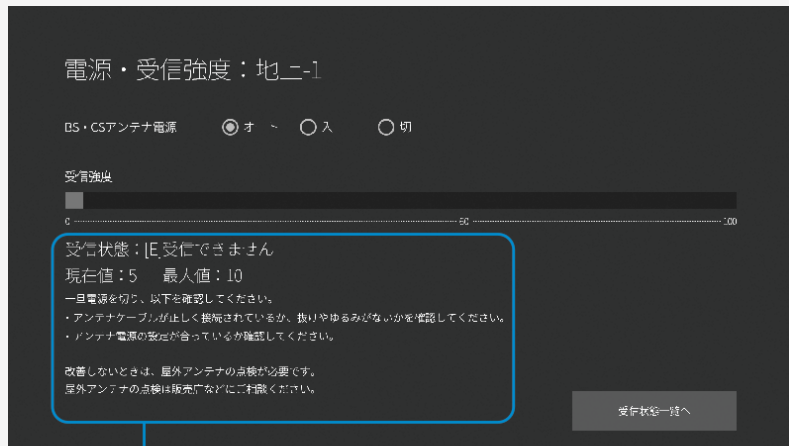 電源・受信強度：地上-1
BS・CSアンテナ電源 オート 入 切
受信強度
0 60 100
受信状態：[E]受信できません
現在値：5 最大値：10
一旦電源を切り、以下を確認してください。
・アンテナケーブルが正しく接続されているか、抜けやゆるみがないかを確認してください。
・アンテナ電源の設定が合っているか確認してください。
改善しないときは、屋外アンテナの点検が必要です。
屋外アンテナの点検は販売店などにご相談ください。
受信状態一覧へ